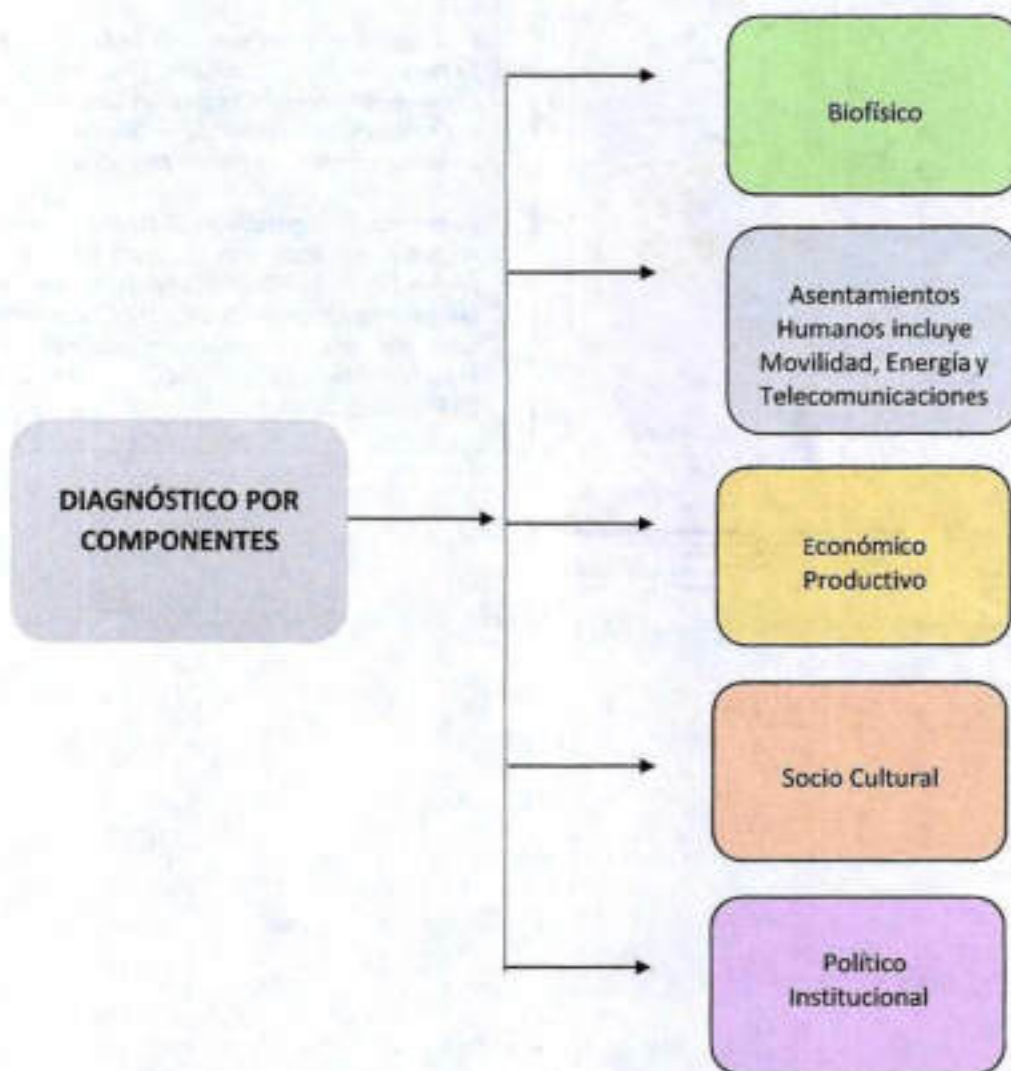 Biofísico
Asentamientos
Humanos incluye
Movilidad, Energía y
Telecomunicaciones
DIAGNÓSTICO POR
COMPONENTES
Económico
Productivo
Socio Cultural
Político
Institucional